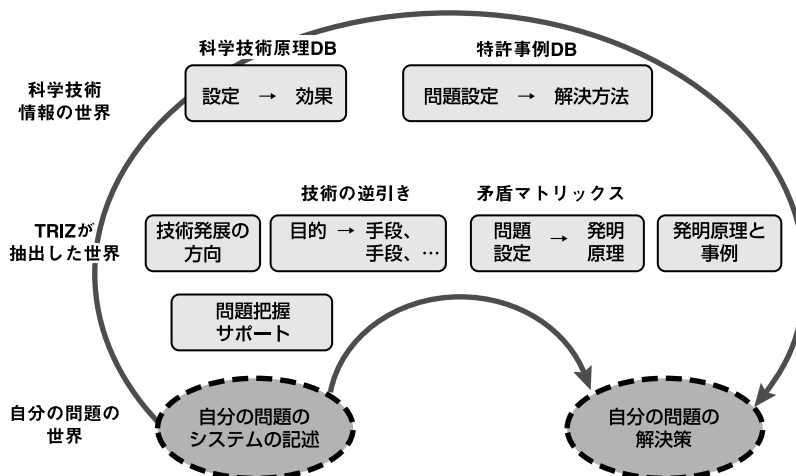 科学技術原理DB
特許事例DB
科学技術
情報の世界
設定 → 効果
問題設定 → 解決方法
技術の逆引き
矛盾マトリックス
TRIZが
抽出した世界
技術発展の
方向
目的 → 手段、
手段、…
問題
設定
→
発明
原理
発明原理と
事例
問題把握
サポート
自分の問題の
世界
自分の問題の
システムの記述
自分の問題の
解決策